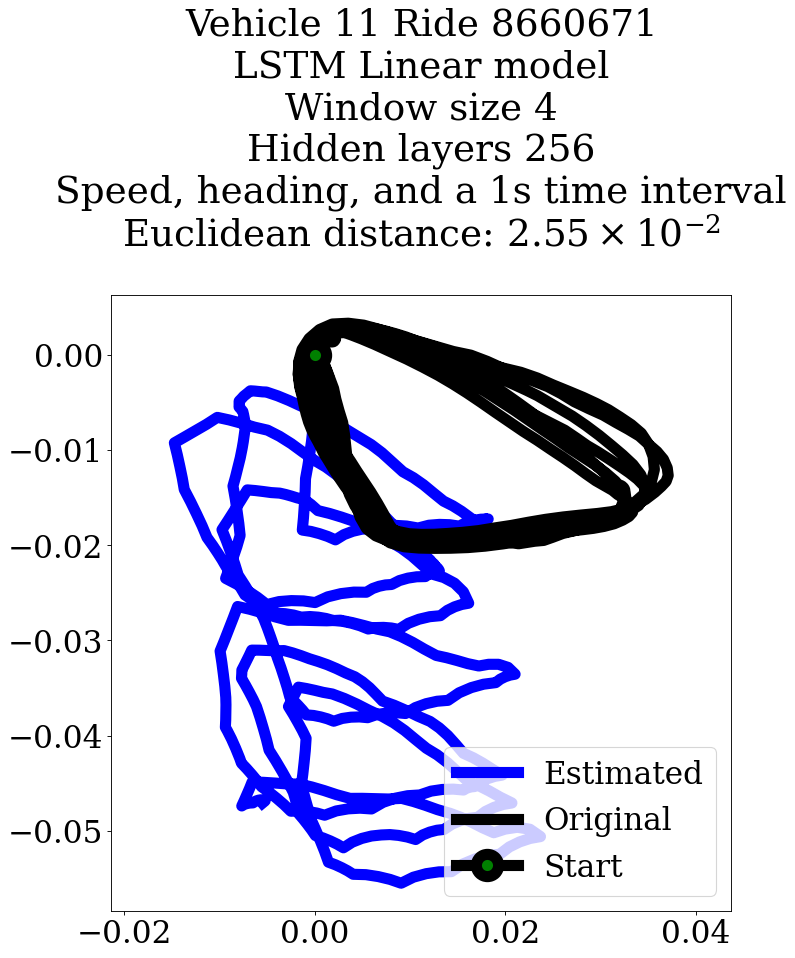 Vehicle 11 Ride 8660671
LSTM Linear model
Window size 4
Hidden layers 256
Speed, heading, and a 1s time interval
Euclidean distance: 2.55 × 10⁻²
0.00
−0.01
−0.02
−0.03
−0.04
−0.05
Estimated
Original
Start
−0.02
0.00
0.02
0.04